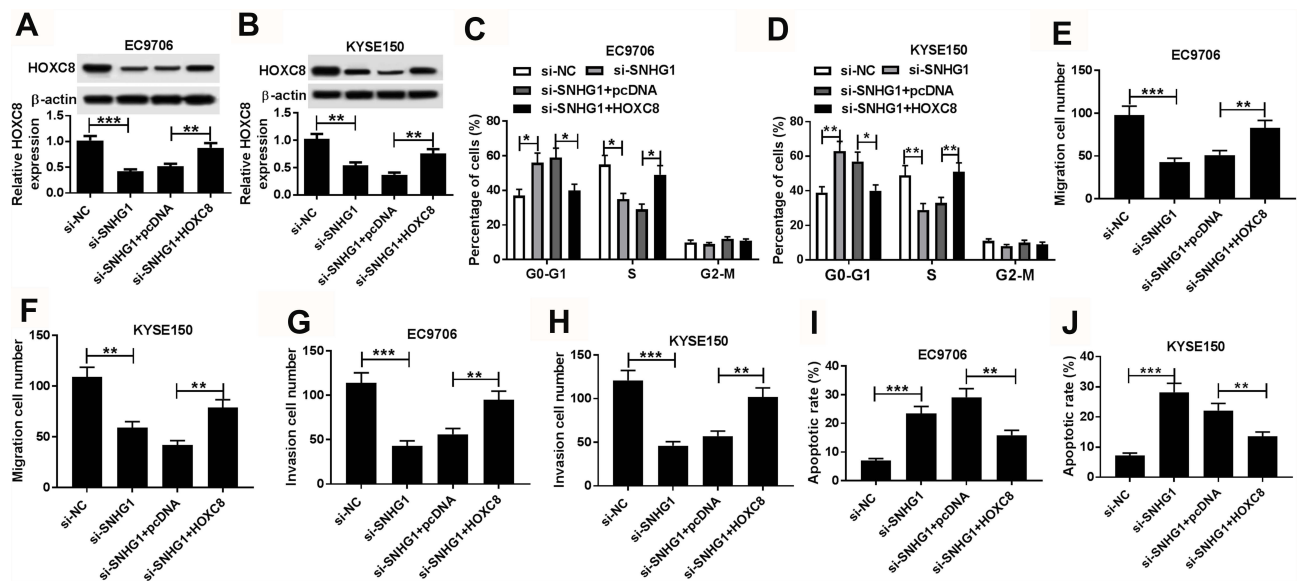 A
EC9706
HOXC8
β-actin
Relative HOXC8
expression
1.5
1.0
0.5
0.0
***
**
si-NC
si-SNHG1
si-SNHG1+pcDNA
si-SNHG1+HOXC8
B
KYSE150
HOXC8
β-actin
Relative HOXC8
expression
1.5
1.0
0.5
0.0
**
**
si-NC
si-SNHG1
si-SNHG1+pcDNA
si-SNHG1+HOXC8
C
EC9706
si-NC si-SNHG1
si-SNHG1+pcDNA
si-SNHG1+HOXC8
Percentage of cells (%)
80
60
40
20
0
* * * *
G0-G1 S G2-M
D
KYSE150
si-NC si-SNHG1
si-SNHG1+pcDNA
si-SNHG1+HOXC8
Percentage of cells (%)
80
60
40
20
0
** * ** **
G0-G1 S G2-M
E
EC9706
Migration cell number
150
100
50
0
***
**
si-NC
si-SNHG1
si-SNHG1+pcDNA
si-SNHG1+HOXC8
F
KYSE150
Migration cell number
150
100
50
0
**
**
si-NC
si-SNHG1
si-SNHG1+pcDNA
si-SNHG1+HOXC8
G
EC9706
Invasion cell number
150
100
50
0
***
**
si-NC
si-SNHG1
si-SNHG1+pcDNA
si-SNHG1+HOXC8
H
KYSE150
Invasion cell number
150
100
50
0
***
**
si-NC
si-SNHG1
si-SNHG1+pcDNA
si-SNHG1+HOXC8
I
EC9706
Apoptotic rate (%)
40
30
20
10
0
***
**
si-NC
si-SNHG1
si-SNHG1+pcDNA
si-SNHG1+HOXC8
J
KYSE150
Apoptotic rate (%)
40
30
20
10
0
***
**
si-NC
si-SNHG1
si-SNHG1+pcDNA
si-SNHG1+HOXC8